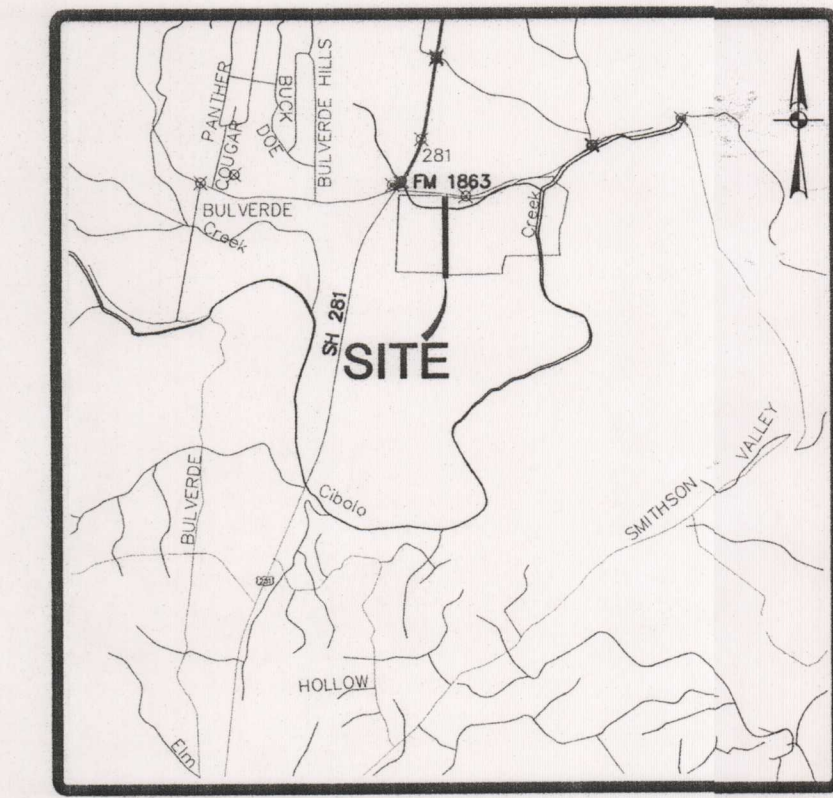 PANTHER
COUGAR
BUCK
DOE
BULVERDE HILLS
281
FM 1863
BULVERDE
Creek
Creek
SH 281
SITE
BULVERDE
Cibolo
SMITHSON VALLEY
HOLLOW
Elm